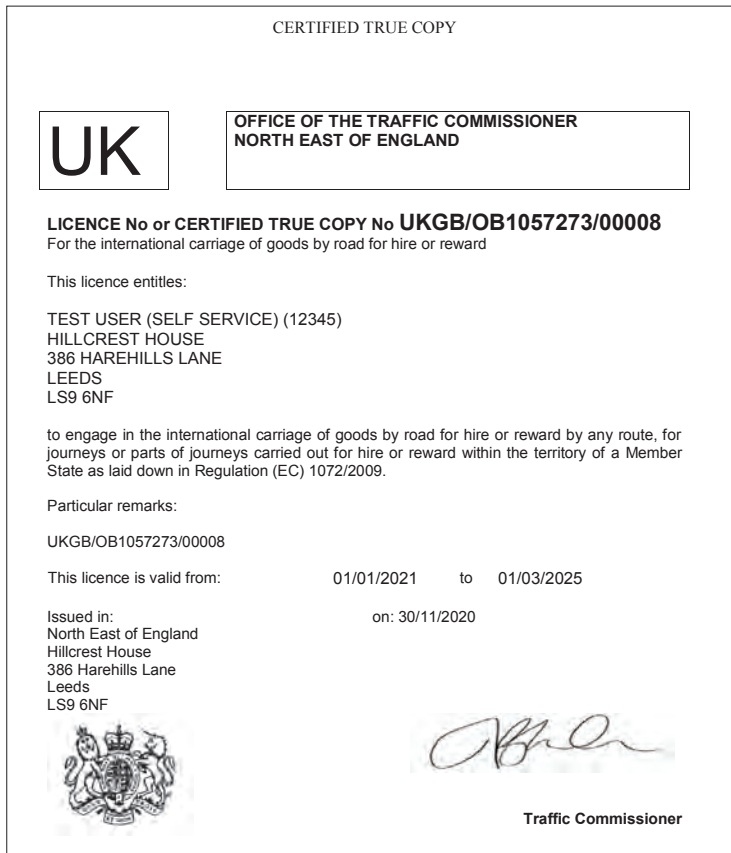 CERTIFIED TRUE COPY
UK
OFFICE OF THE TRAFFIC COMMISSIONER
NORTH EAST OF ENGLAND
LICENCE No or CERTIFIED TRUE COPY No UKGB/OB1057273/00008
For the international carriage of goods by road for hire or reward
This licence entitles:
TEST USER (SELF SERVICE) (12345)
HILLCREST HOUSE
386 HAREHILLS LANE
LEEDS
LS9 6NF
to engage in the international carriage of goods by road for hire or reward by any route, for
journeys or parts of journeys carried out for hire or reward within the territory of a Member
State as laid down in Regulation (EC) 1072/2009.
Particular remarks:
UKGB/OB1057273/00008
This licence is valid from: 01/01/2021 to 01/03/2025
Issued in: on: 30/11/2020
North East of England
Hillcrest House
386 Harehills Lane
Leeds
LS9 6NF
Traffic Commissioner